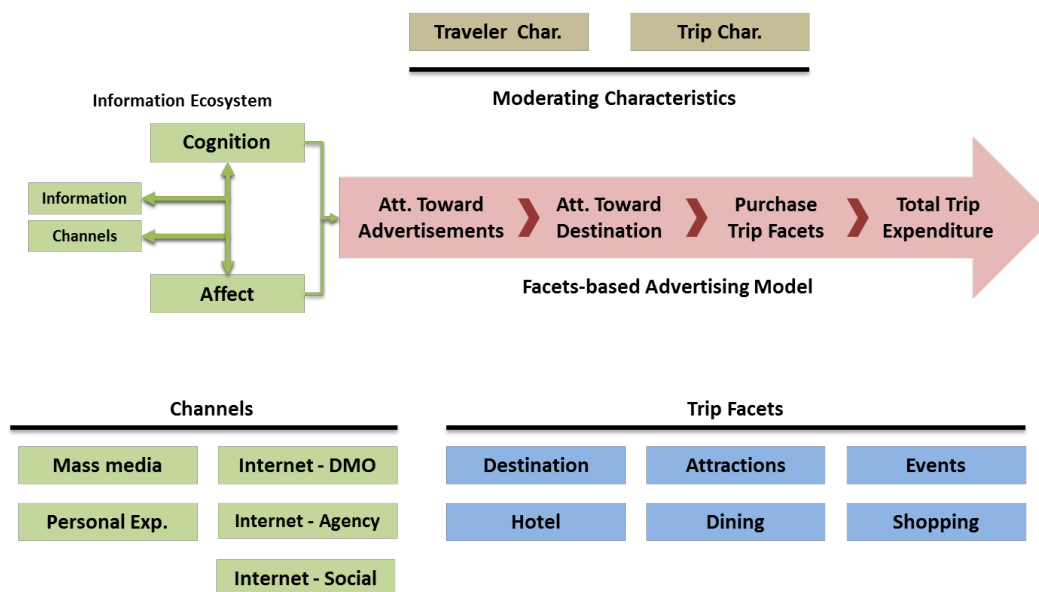 Traveler Char.
Trip Char.
Moderating Characteristics
Information Ecosystem
Cognition
Information
Channels
Affect
Att. Toward
Advertisements
Att. Toward
Destination
Purchase
Trip Facets
Total Trip
Expenditure
Facets-based Advertising Model
Channels
Mass media
Internet - DMO
Personal Exp.
Internet - Agency
Internet - Social
Trip Facets
Destination
Attractions
Events
Hotel
Dining
Shopping